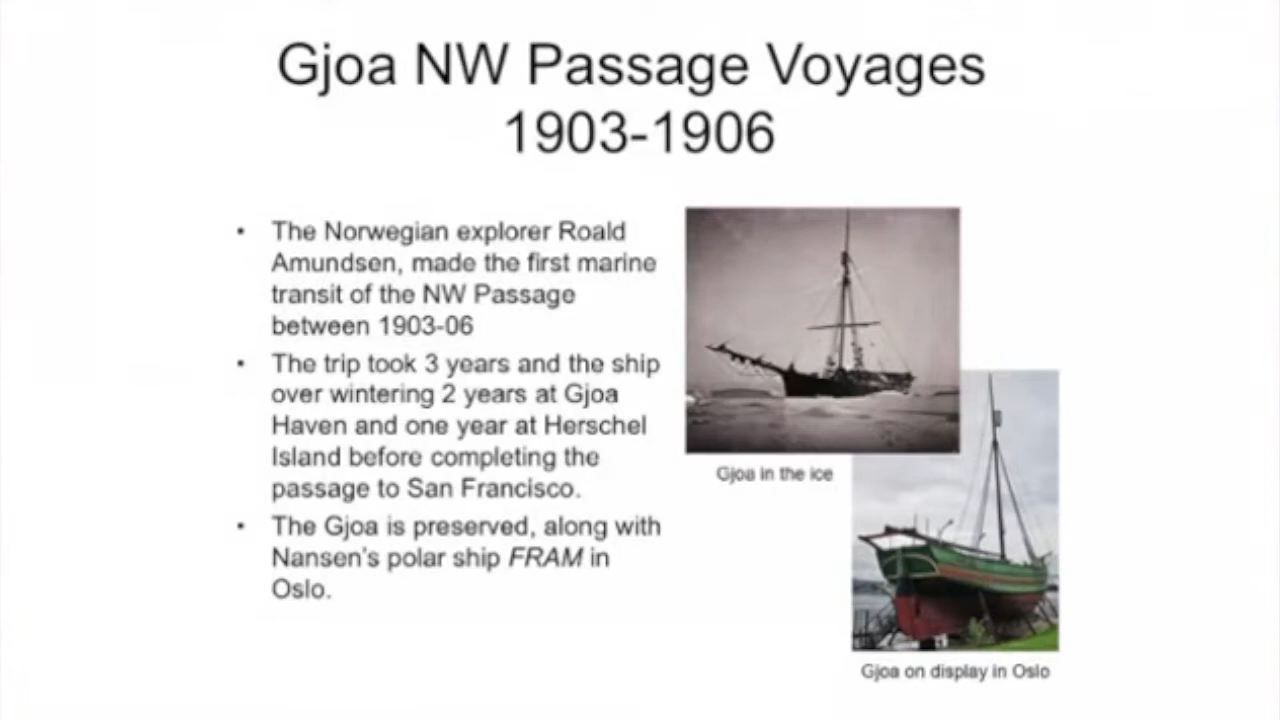 Gjoa NW Passage Voyages
1903-1906
• The Norwegian explorer Roald
Amundsen, made the first marine
transit of the NW Passage
between 1903-06
• The trip took 3 years and the ship
over wintering 2 years at Gjoa
Haven and one year at Herschel
Island before completing the
passage to San Francisco.
• The Gjoa is preserved, along with
Nansen's polar ship FRAM in
Oslo.
Gjoa in the ice
Gjoa on display in Oslo